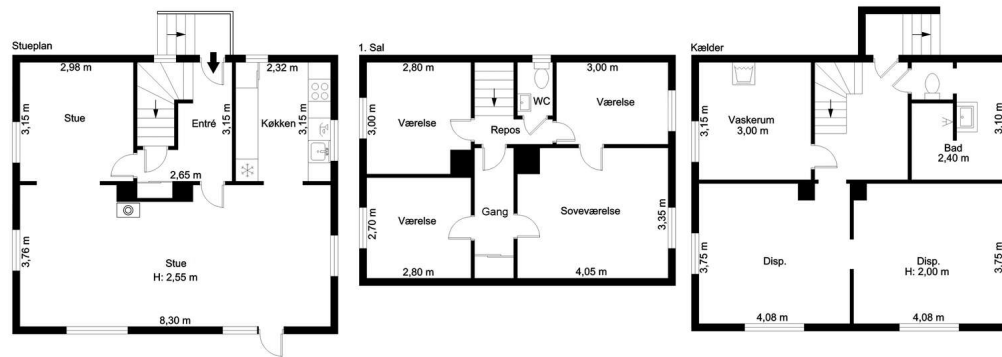 Stueplan
2,98 m
2,32 m
3,15 m
Stue
Entré
3,15 m
Køkken
3,15 m
2,65 m
3,76 m
Stue
H: 2,55 m
8,30 m
1. Sal
2,80 m
3,00 m
WC
3,00 m
Værelse
Værelse
Repos
2,70 m
Værelse
Gang
Soveværelse
3,35 m
2,80 m
4,05 m
Kælder
3,15 m
Vaskerum
3,00 m
3,10 m
Bad
2,40 m
3,75 m
Disp.
Disp.
H: 2,00 m
3,75 m
4,08 m
4,08 m